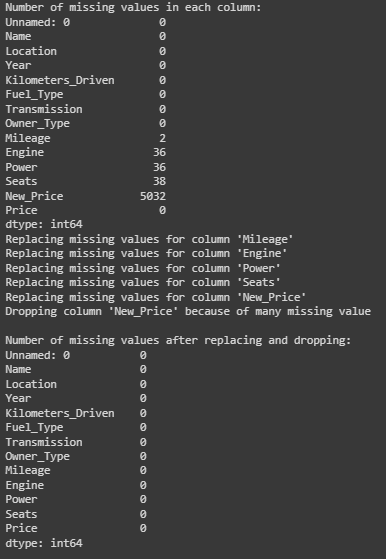 Number of missing values in each column:
Unnamed: 0 0
Name 0
Location 0
Year 0
Kilometers_Driven 0
Fuel_Type 0
Transmission 0
Owner_Type 0
Mileage 2
Engine 36
Power 36
Seats 38
New_Price 5032
Price 0
dtype: int64
Replacing missing values for column 'Mileage'
Replacing missing values for column 'Engine'
Replacing missing values for column 'Power'
Replacing missing values for column 'Seats'
Replacing missing values for column 'New_Price'
Dropping column 'New_Price' because of many missing value
Number of missing values after replacing and dropping:
Unnamed: 0 0
Name 0
Location 0
Year 0
Kilometers_Driven 0
Fuel_Type 0
Transmission 0
Owner_Type 0
Mileage 0
Engine 0
Power 0
Seats 0
Price 0
dtype: int64